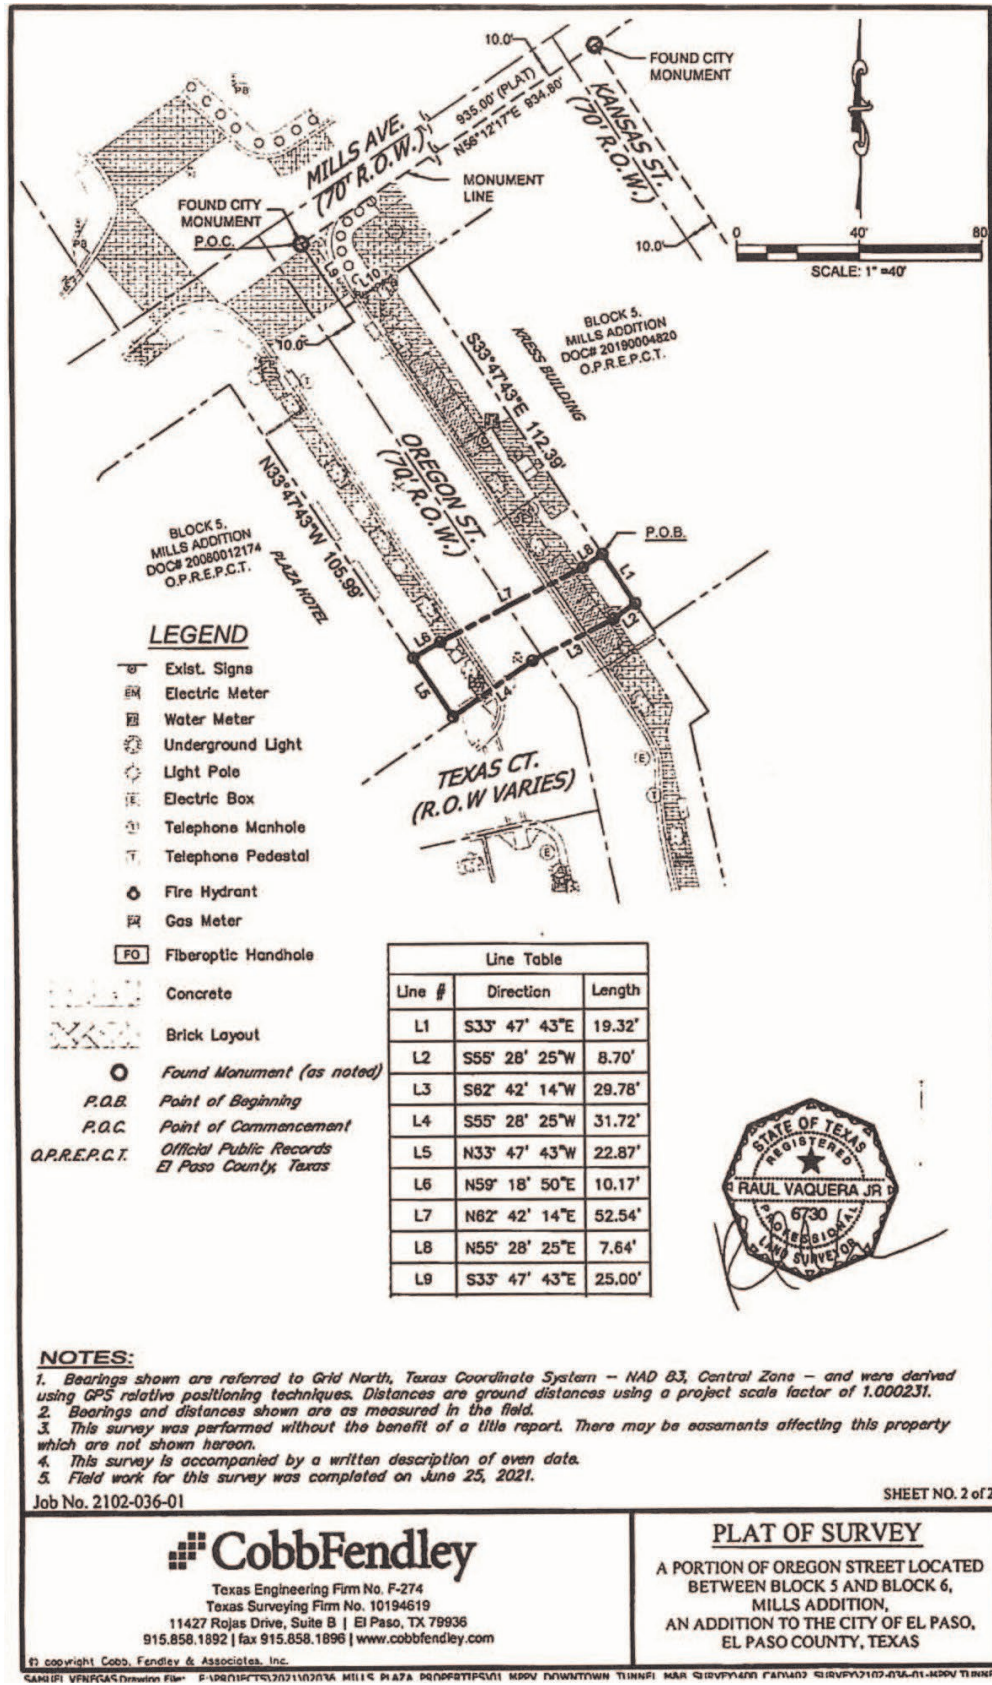 10.0'
FOUND CITY
MONUMENT
935.00' (PLAT)
N56°12'17"E 934.80'
KANSAS ST.
(70' R.O.W.)
MILLS AVE.
(70' R.O.W.)
MONUMENT
LINE
FOUND CITY
MONUMENT
P.O.C.
PB
PB
10.0'
0 40 80
SCALE: 1" =40'
L9
L10
10.0'
BLOCK 5,
MILLS ADDITION
DOC# 20190004820
O.P.R.E.P.C.T.
KRESS BUILDING
S33°47'43"E 112.39'
OREGON ST.
(70' R.O.W.)
N33°47'43"W 105.99'
BLOCK 5,
MILLS ADDITION
DOC# 20080012174
O.P.R.E.P.C.T.
PLAZA HOTEL
P.O.B.
L8
L1
L7
L2
L6
L3
L5
L4
TEXAS CT.
(R.O.W VARIES)
LEGEND
Exist. Signs
EM Electric Meter
Water Meter
Underground Light
Light Pole
E Electric Box
T Telephone Manhole
T Telephone Pedestal
Fire Hydrant
Gas Meter
FO Fiberoptic Handhole
Concrete
Brick Layout
Found Monument (as noted)
P.O.B. Point of Beginning
P.O.C. Point of Commencement
O.P.R.E.P.C.T. Official Public Records
El Paso County, Texas
Line Table
Line # Direction Length
L1 S33° 47' 43"E 19.32'
L2 S55° 28' 25"W 8.70'
L3 S62° 42' 14"W 29.78'
L4 S55° 28' 25"W 31.72'
L5 N33° 47' 43"W 22.87'
L6 N59° 18' 50"E 10.17'
L7 N62° 42' 14"E 52.54'
L8 N55° 28' 25"E 7.64'
L9 S33° 47' 43"E 25.00'
STATE OF TEXAS
REGISTERED
RAUL VAQUERA JR
6730
PROFESSIONAL
LAND SURVEYOR
NOTES:
1. Bearings shown are referred to Grid North, Texas Coordinate System – NAD 83, Central Zone – and were derived
using GPS relative positioning techniques. Distances are ground distances using a project scale factor of 1.000231.
2. Bearings and distances shown are as measured in the field.
3. This survey was performed without the benefit of a title report. There may be easements affecting this property
which are not shown hereon.
4. This survey is accompanied by a written description of even date.
5. Field work for this survey was completed on June 25, 2021.
Job No. 2102-036-01
SHEET NO. 2 of 2
CobbFendley
Texas Engineering Firm No. F-274
Texas Surveying Firm No. 10194619
11427 Rojas Drive, Suite B | El Paso, TX 79936
915.858.1892 | fax 915.858.1896 | www.cobbfendley.com
© copyright Cobb, Fendley & Associates, Inc.
PLAT OF SURVEY
A PORTION OF OREGON STREET LOCATED
BETWEEN BLOCK 5 AND BLOCK 6,
MILLS ADDITION,
AN ADDITION TO THE CITY OF EL PASO,
EL PASO COUNTY, TEXAS
SAMUEL VENEGAS Drawing File: